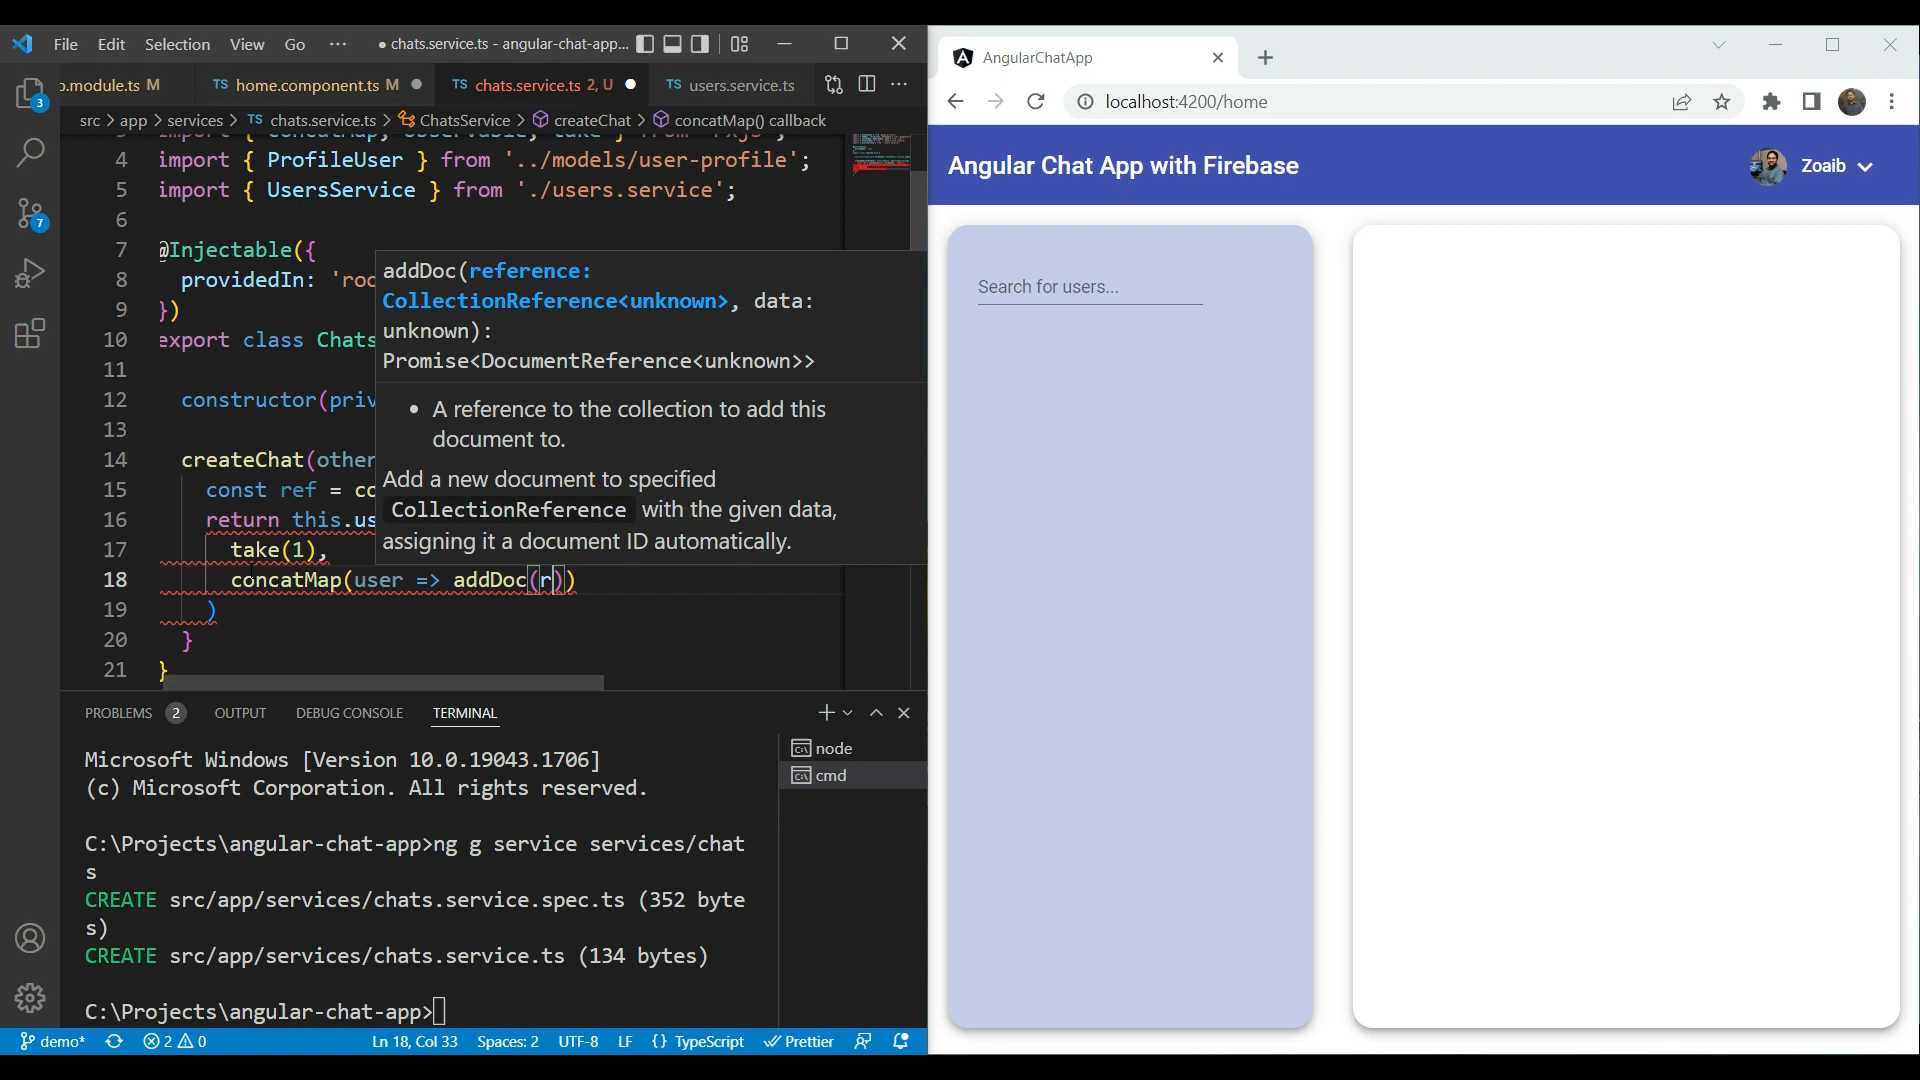 File Edit Selection View Go ··· ● chats.service.ts - angular-chat-app...
p.module.ts M TS home.component.ts M ● TS chats.service.ts 2, U ● TS users.service.ts ···
src > app > services > TS chats.service.ts > ChatsService > createChat > concatMap() callback
3 import { concatMap, Observable, take } from 'rxjs';
4 import { ProfileUser } from '../models/user-profile';
5 import { UsersService } from './users.service';
6
7 @Injectable({
8 providedIn: 'roo
9 })
10 export class Chats
11
12 constructor(priv
13
14 createChat(other
15 const ref = co
16 return this.us
17 take(1),
18 concatMap(user => addDoc(r))
19 )
20 }
21 }
addDoc(reference:
CollectionReference<unknown>, data:
unknown):
Promise<DocumentReference<unknown>>
• A reference to the collection to add this
document to.
Add a new document to specified
CollectionReference with the given data,
assigning it a document ID automatically.
3
7
PROBLEMS 2 OUTPUT DEBUG CONSOLE TERMINAL
Microsoft Windows [Version 10.0.19043.1706]
(c) Microsoft Corporation. All rights reserved.
C:\Projects\angular-chat-app>ng g service services/chat
s
CREATE src/app/services/chats.service.spec.ts (352 byte
s)
CREATE src/app/services/chats.service.ts (134 bytes)
C:\Projects\angular-chat-app>
node
cmd
demo* 2 0 Ln 18, Col 33 Spaces: 2 UTF-8 LF {} TypeScript Prettier
AngularChatApp
localhost:4200/home
Angular Chat App with Firebase
Zoaib
Search for users...